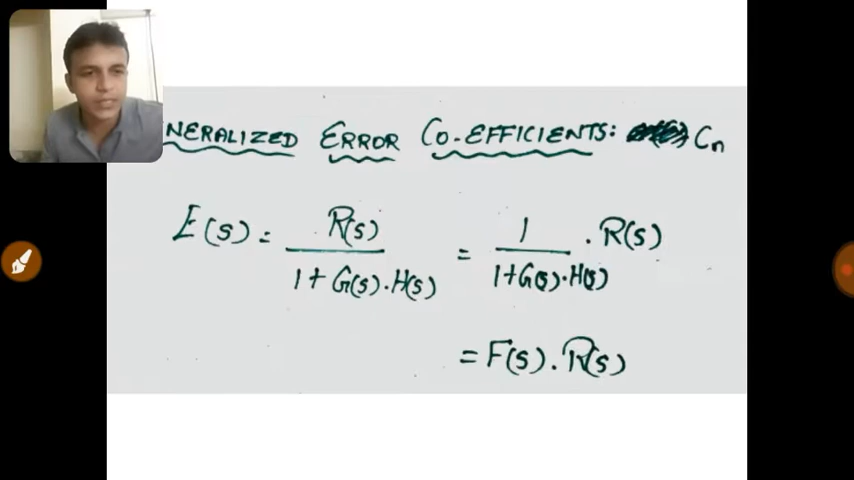 NERALIZED ERROR CO-EFFICIENTS: Cn
E(s) = R(s) / 1 + G(s).H(s) = 1 / 1+G(s).H(s) . R(s)
= F(s). R(s)